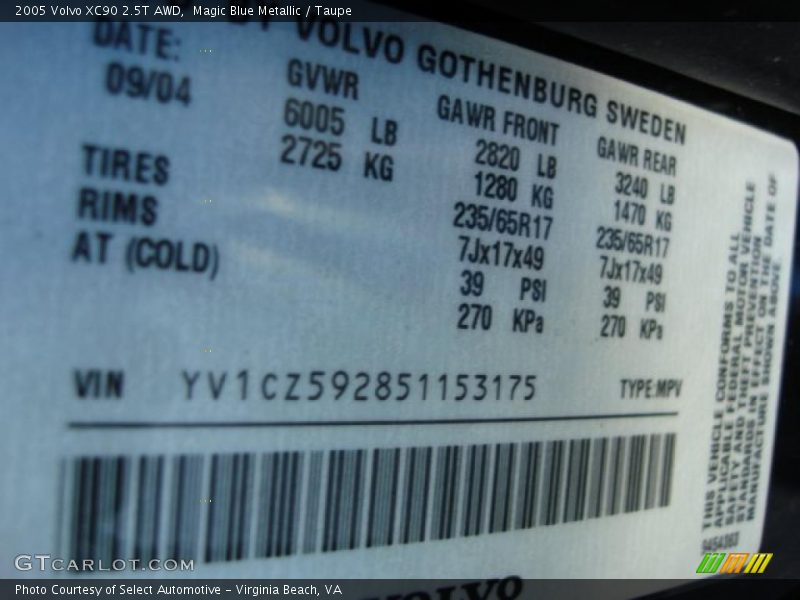 2005 Volvo XC90 2.5T AWD, Magic Blue Metallic / Taupe
BY VOLVO GOTHENBURG SWEDEN
DATE: GVWR GAWR FRONT GAWR REAR
09/04 6005 LB 2820 LB 3240 LB
2725 KG 1280 KG 1470 KG
TIRES 235/65R17 235/65R17
RIMS 7Jx17x49 7Jx17x49
AT (COLD) 39 PSI 39 PSI
270 KPa 270 KPa
VIN YV1CZ592851153175 TYPE:MPV
THIS VEHICLE CONFORMS TO ALL
APPLICABLE FEDERAL MOTOR VEHICLE
SAFETY AND THEFT PREVENTION
STANDARDS IN EFFECT ON THE DATE OF
MANUFACTURE SHOWN ABOVE
VOLVO
GTCARLOT.COM
Photo Courtesy of Select Automotive – Virginia Beach, VA